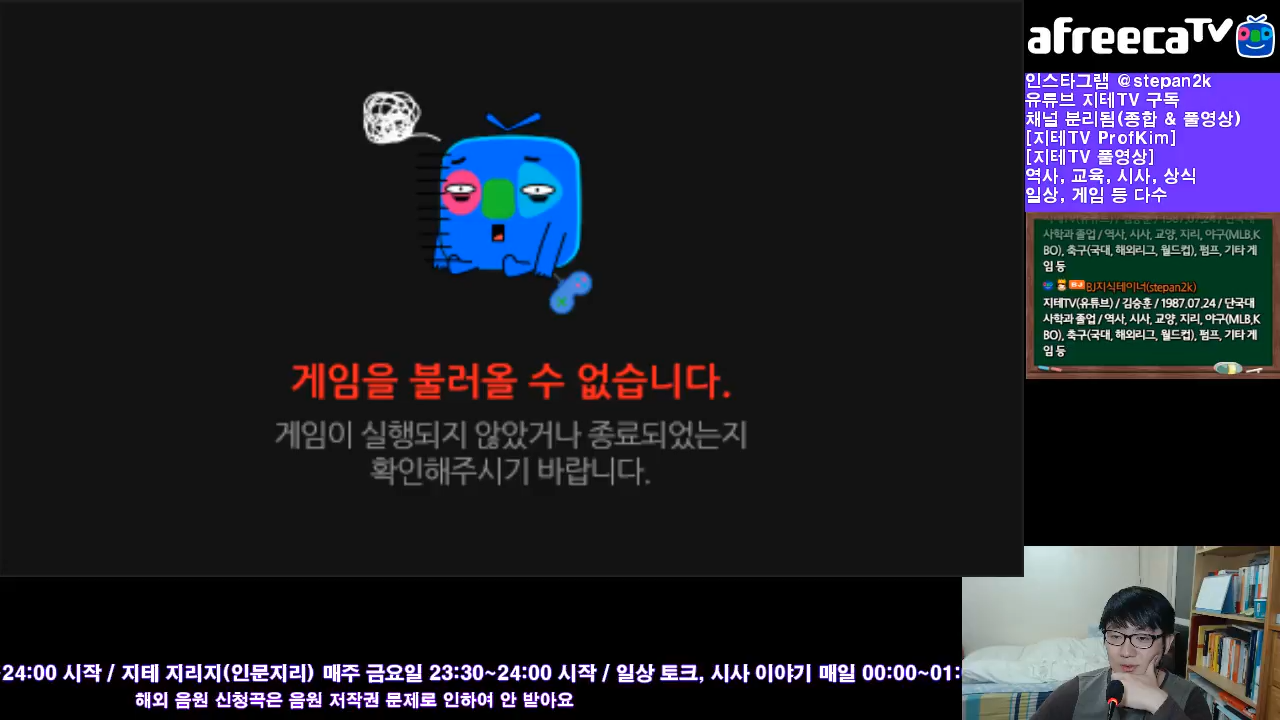 게임을 불러올 수 없습니다.
게임이 실행되지 않았거나 종료되었는지
확인해주시기 바랍니다.
afreecaTV
인스타그램 @stepan2k
유튜브 지테TV 구독
채널 분리됨(종합 & 풀영상)
[지테TV ProfKim]
[지테TV 풀영상]
역사, 교육, 시사, 상식
일상, 게임 등 다수
사학과 졸업 / 역사, 시사, 교양, 지리, 야구(MLB,K
BO), 축구(국대, 해외리그, 월드컵), 펌프, 기타 게
임 등
BJ지식테이너(stepan2k)
지테TV(유튜브) / 김승훈 / 1987.07.24 / 단국대
사학과 졸업 / 역사, 시사, 교양, 지리, 야구(MLB,K
BO), 축구(국대, 해외리그, 월드컵), 펌프, 기타 게
임 등
24:00 시작 / 지테 지리지(인문지리) 매주 금요일 23:30~24:00 시작 / 일상 토크, 시사 이야기 매일 00:00~01:
해외 음원 신청곡은 음원 저작권 문제로 인하여 안 받아요